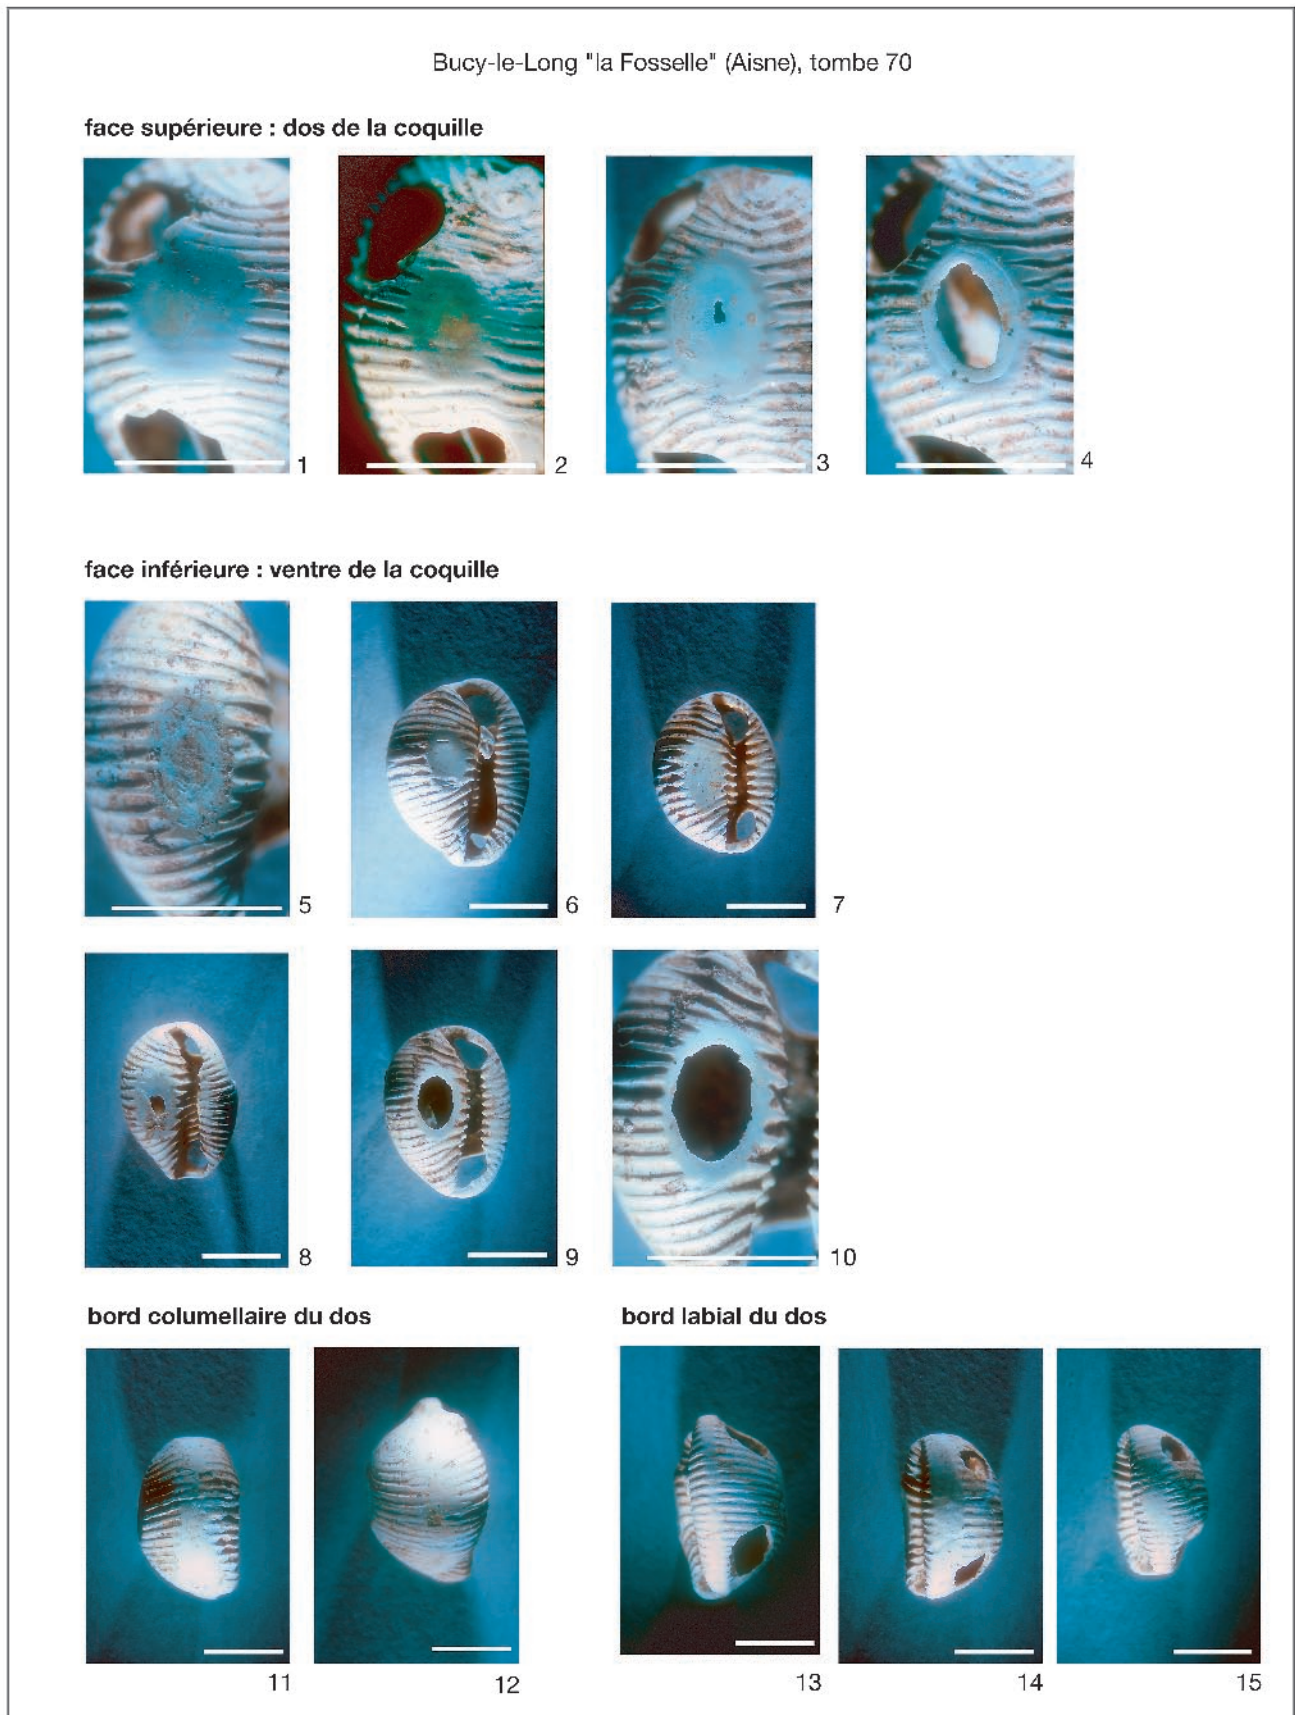 Bucy-le-Long "la Fosselle" (Aisne), tombe 70
face supérieure : dos de la coquille
1 2 3 4
face inférieure : ventre de la coquille
5 6 7
8 9 10
bord columellaire du dos bord labial du dos
11 12 13 14 15